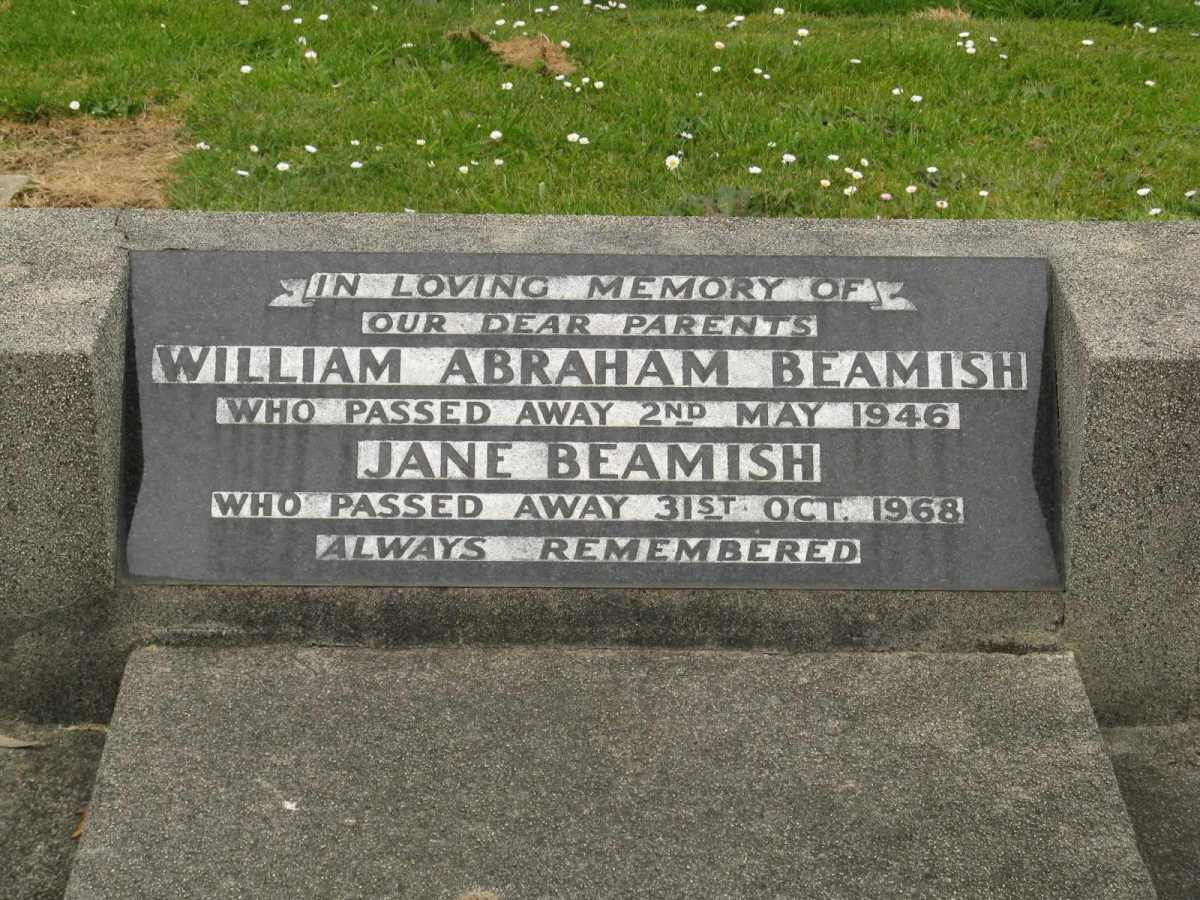 IN LOVING MEMORY OF
OUR DEAR PARENTS
WILLIAM ABRAHAM BEAMISH
WHO PASSED AWAY 2ND MAY 1946
JANE BEAMISH
WHO PASSED AWAY 31ST OCT. 1968
ALWAYS REMEMBERED